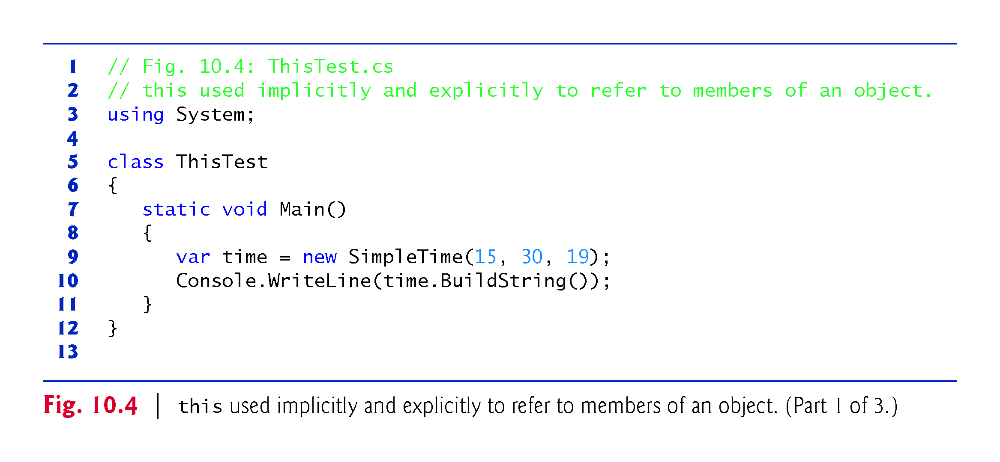 1 // Fig. 10.4: ThisTest.cs
2 // this used implicitly and explicitly to refer to members of an object.
3 using System;
4
5 class ThisTest
6 {
7    static void Main()
8    {
9       var time = new SimpleTime(15, 30, 19);
10       Console.WriteLine(time.BuildString());
11    }
12 }
13
Fig. 10.4 | this used implicitly and explicitly to refer to members of an object. (Part 1 of 3.)